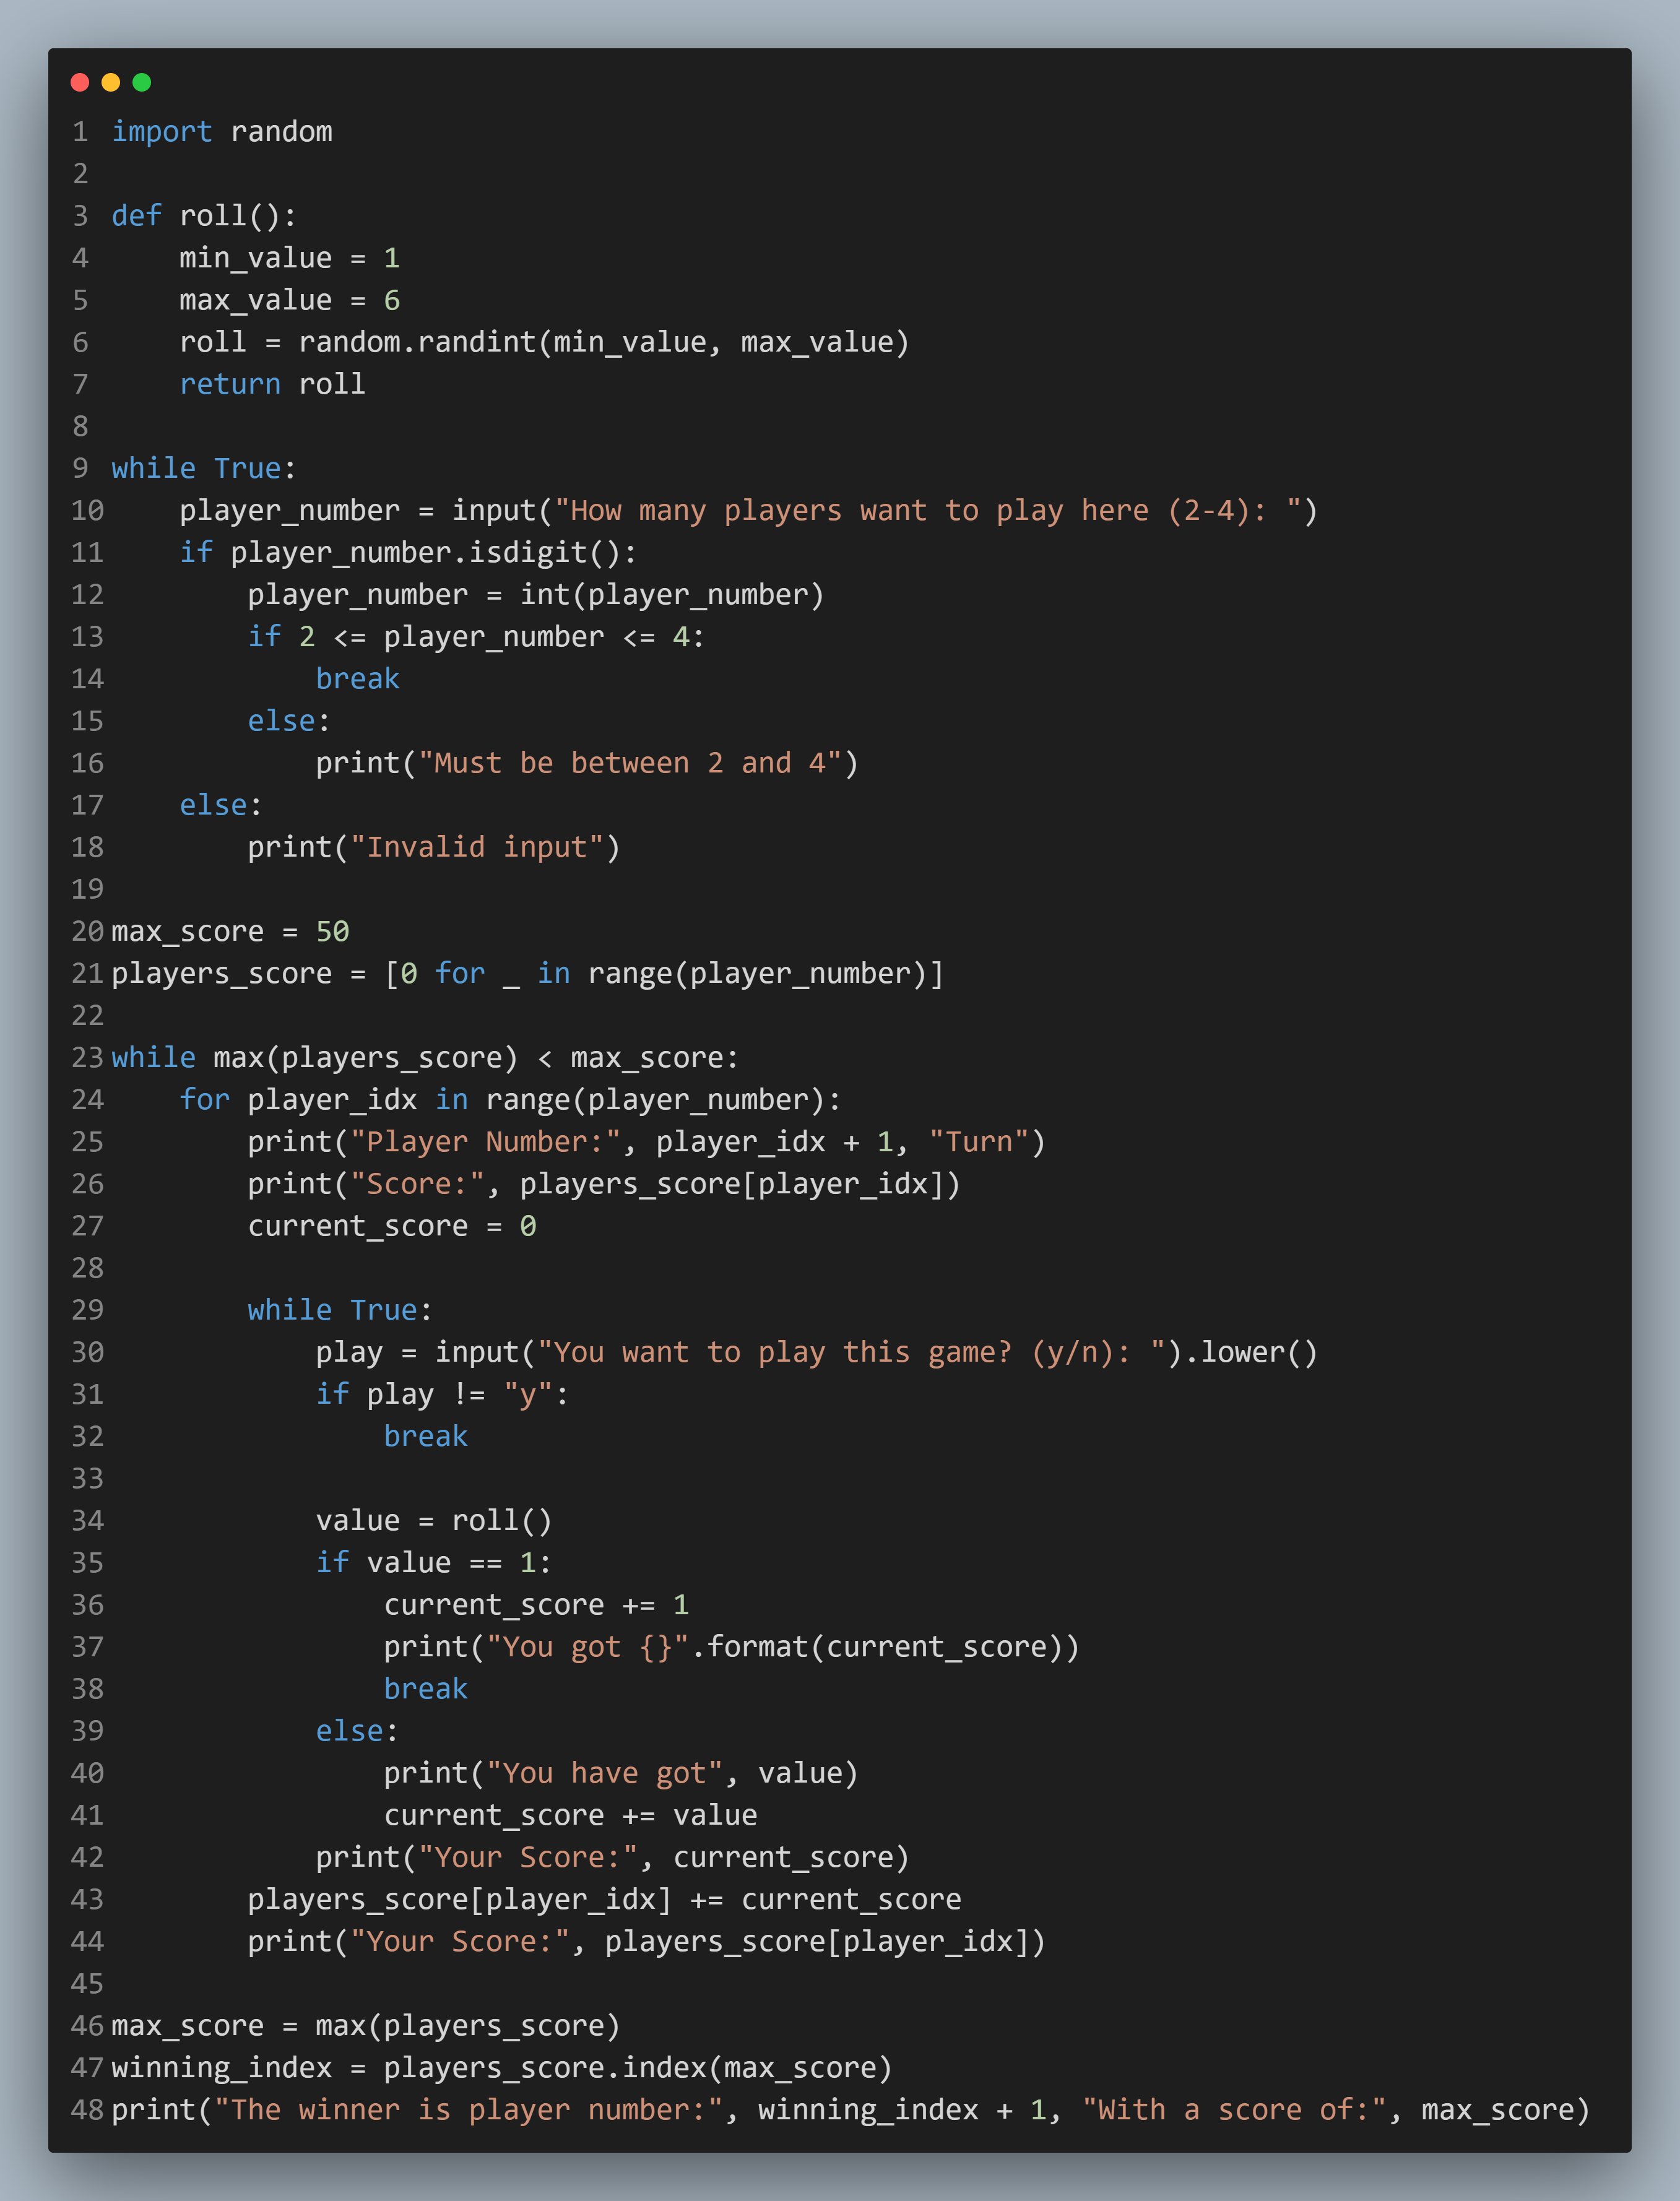 1 import random
2
3 def roll():
4     min_value = 1
5     max_value = 6
6     roll = random.randint(min_value, max_value)
7     return roll
8
9 while True:
10     player_number = input("How many players want to play here (2-4): ")
11     if player_number.isdigit():
12         player_number = int(player_number)
13         if 2 <= player_number <= 4:
14             break
15         else:
16             print("Must be between 2 and 4")
17     else:
18         print("Invalid input")
19
20 max_score = 50
21 players_score = [0 for _ in range(player_number)]
22
23 while max(players_score) < max_score:
24     for player_idx in range(player_number):
25         print("Player Number:", player_idx + 1, "Turn")
26         print("Score:", players_score[player_idx])
27         current_score = 0
28
29         while True:
30             play = input("You want to play this game? (y/n): ").lower()
31             if play != "y":
32                 break
33
34             value = roll()
35             if value == 1:
36                 current_score += 1
37                 print("You got {}".format(current_score))
38                 break
39             else:
40                 print("You have got", value)
41                 current_score += value
42             print("Your Score:", current_score)
43         players_score[player_idx] += current_score
44         print("Your Score:", players_score[player_idx])
45
46 max_score = max(players_score)
47 winning_index = players_score.index(max_score)
48 print("The winner is player number:", winning_index + 1, "With a score of:", max_score)